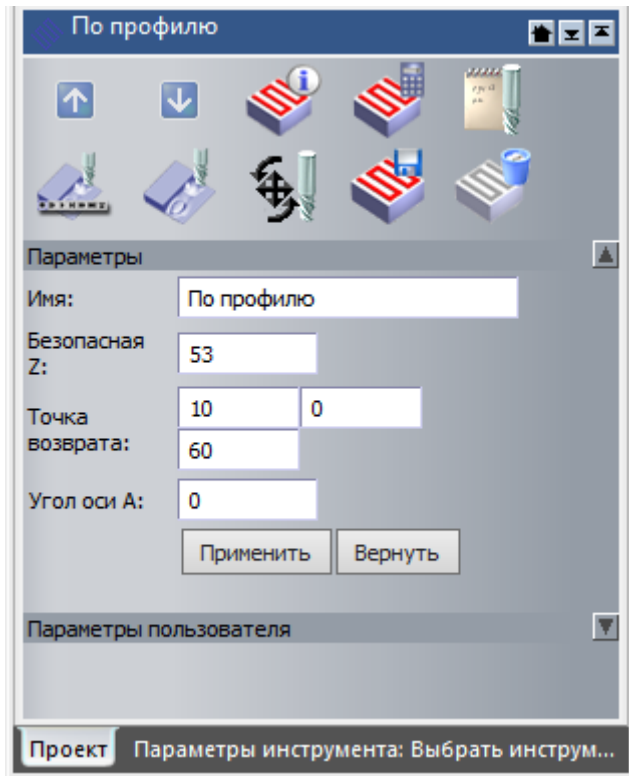 По профилю
Параметры
Имя:
По профилю
Безопасная
Z:
53
Точка
возврата:
10
0
60
Угол оси A:
0
Применить
Вернуть
Параметры пользователя
Проект
Параметры инструмента: Выбрать инструм...